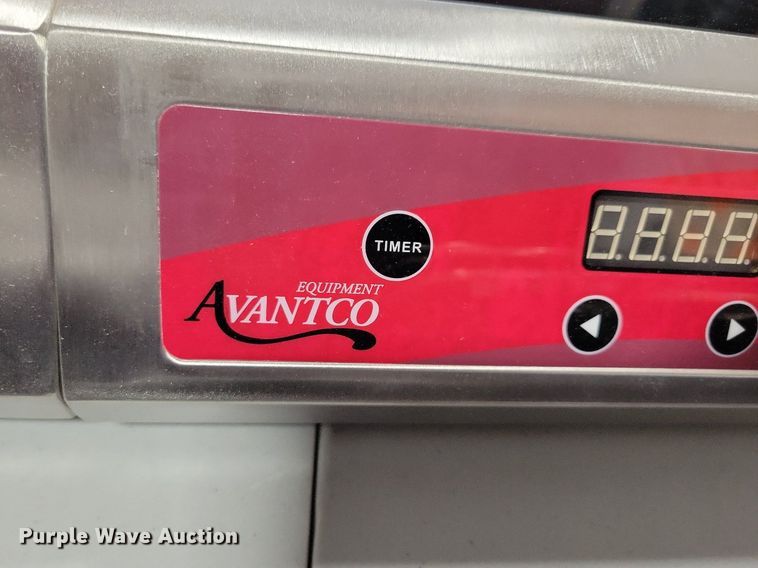 TIMER
EQUIPMENT
AVANTCO
Purple Wave Auction